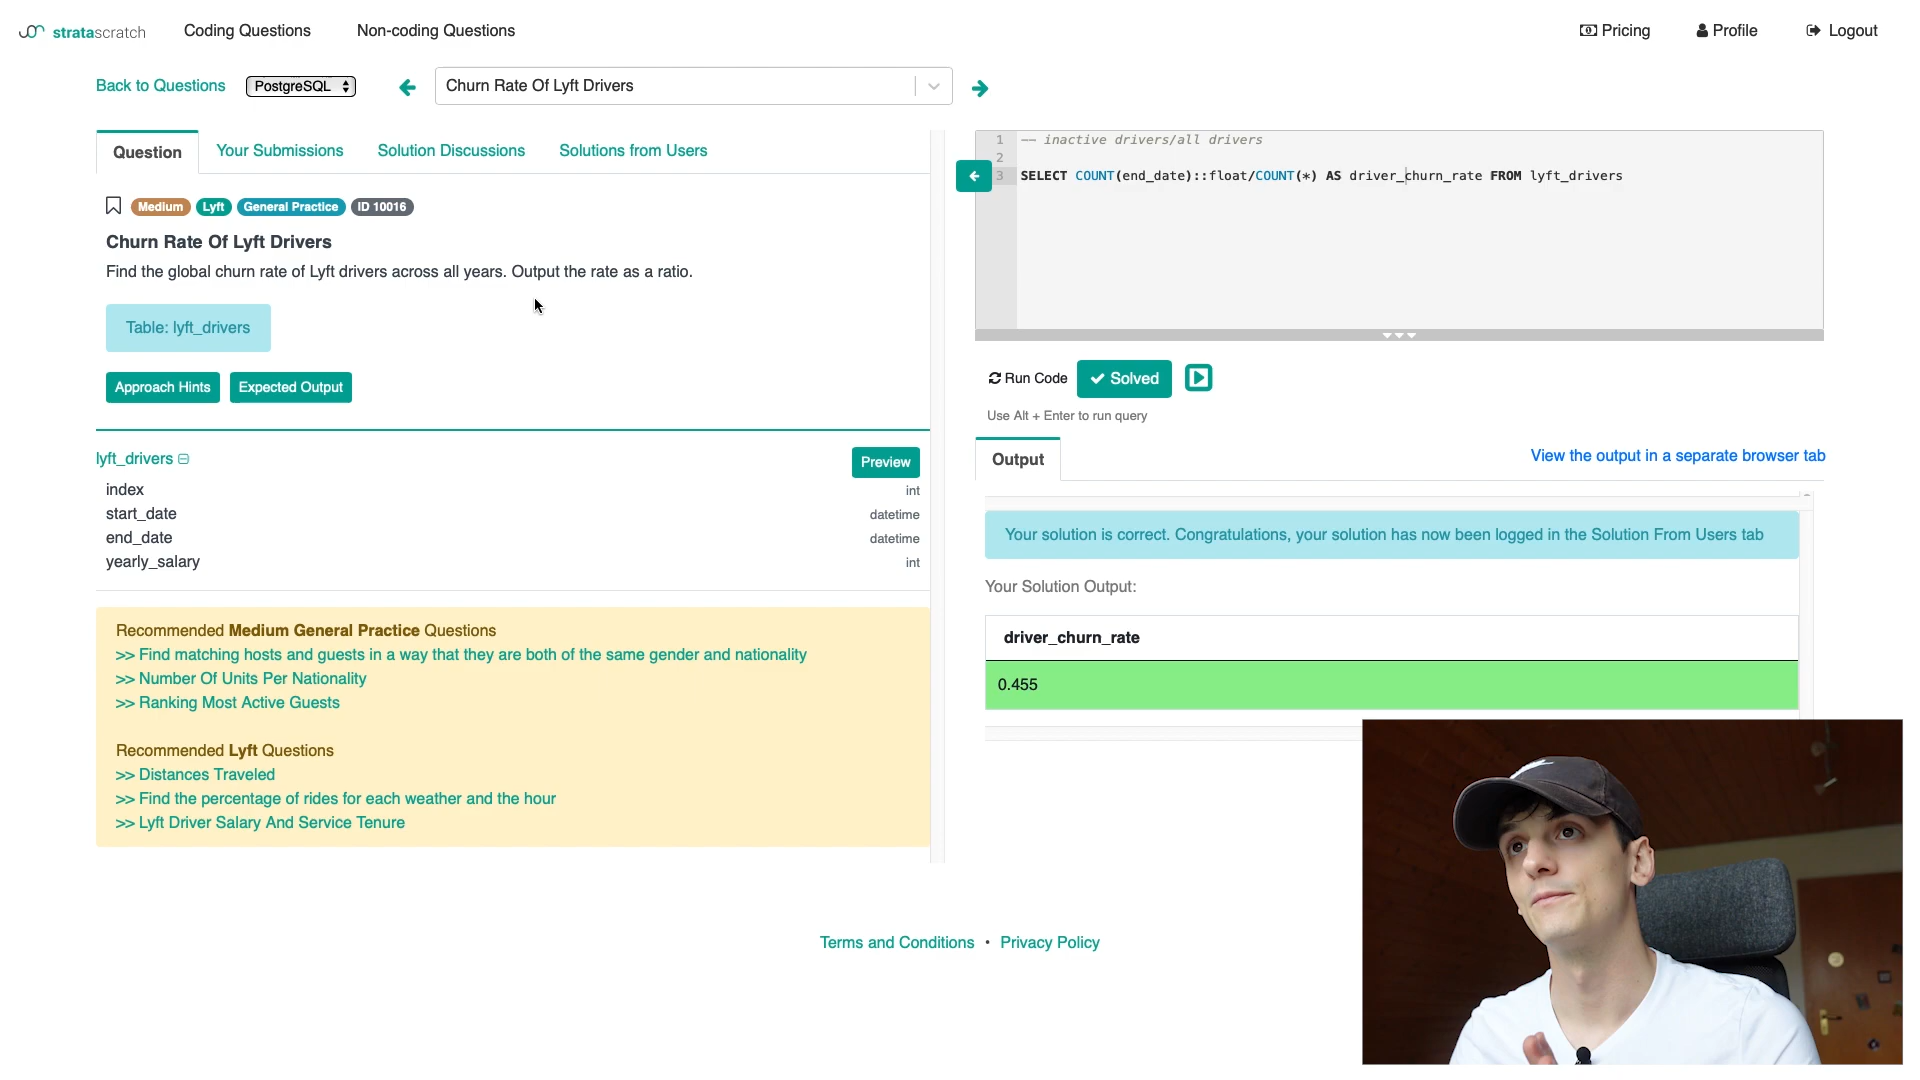 stratascratch
Coding Questions
Non-coding Questions
Pricing
Profile
Logout
Back to Questions
PostgreSQL
Churn Rate Of Lyft Drivers
Question
Your Submissions
Solution Discussions
Solutions from Users
Medium
Lyft
General Practice
ID 10016
Churn Rate Of Lyft Drivers
Find the global churn rate of Lyft drivers across all years. Output the rate as a ratio.
Table: lyft_drivers
Approach Hints
Expected Output
lyft_drivers
Preview
index int
start_date datetime
end_date datetime
yearly_salary int
Recommended Medium General Practice Questions
>> Find matching hosts and guests in a way that they are both of the same gender and nationality
>> Number Of Units Per Nationality
>> Ranking Most Active Guests
Recommended Lyft Questions
>> Distances Traveled
>> Find the percentage of rides for each weather and the hour
>> Lyft Driver Salary And Service Tenure
1 -- inactive drivers/all drivers
2
3 SELECT COUNT(end_date)::float/COUNT(*) AS driver_churn_rate FROM lyft_drivers
Run Code
Solved
Use Alt + Enter to run query
Output
View the output in a separate browser tab
Your solution is correct. Congratulations, your solution has now been logged in the Solution From Users tab
Your Solution Output:
driver_churn_rate
0.455
Terms and Conditions • Privacy Policy